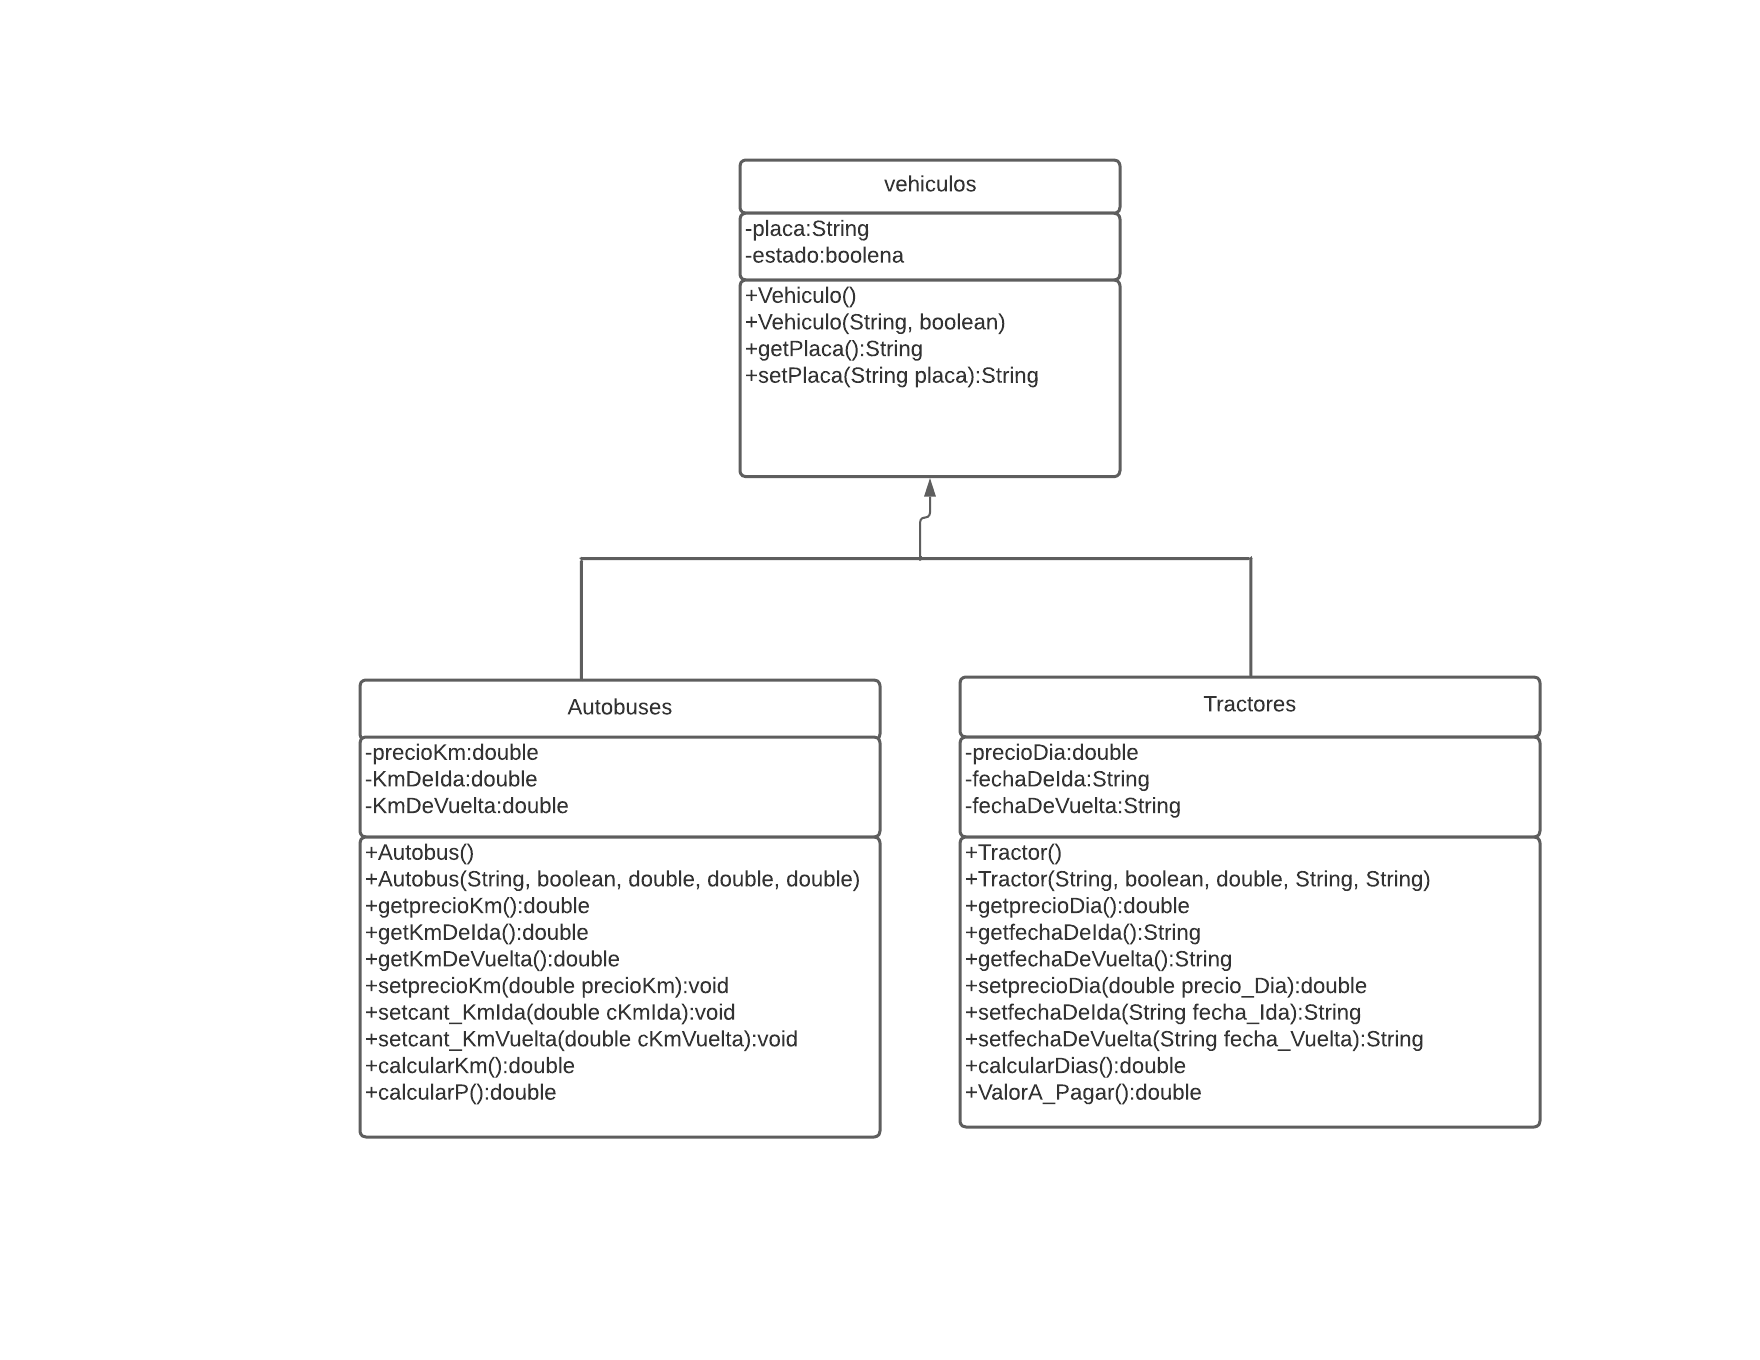 vehiculos
-placa:String
-estado:boolena
+Vehiculo()
+Vehiculo(String, boolean)
+getPlaca():String
+setPlaca(String placa):String
Autobuses
-precioKm:double
-KmDeIda:double
-KmDeVuelta:double
+Autobus()
+Autobus(String, boolean, double, double, double)
+getprecioKm():double
+getKmDeIda():double
+getKmDeVuelta():double
+setprecioKm(double precioKm):void
+setcant_KmIda(double cKmIda):void
+setcant_KmVuelta(double cKmVuelta):void
+calcularKm():double
+calcularP():double
Tractores
-precioDia:double
-fechaDeIda:String
-fechaDeVuelta:String
+Tractor()
+Tractor(String, boolean, double, String, String)
+getprecioDia():double
+getfechaDeIda():String
+getfechaDeVuelta():String
+setprecioDia(double precio_Dia):double
+setfechaDeIda(String fecha_Ida):String
+setfechaDeVuelta(String fecha_Vuelta):String
+calcularDias():double
+ValorA_Pagar():double